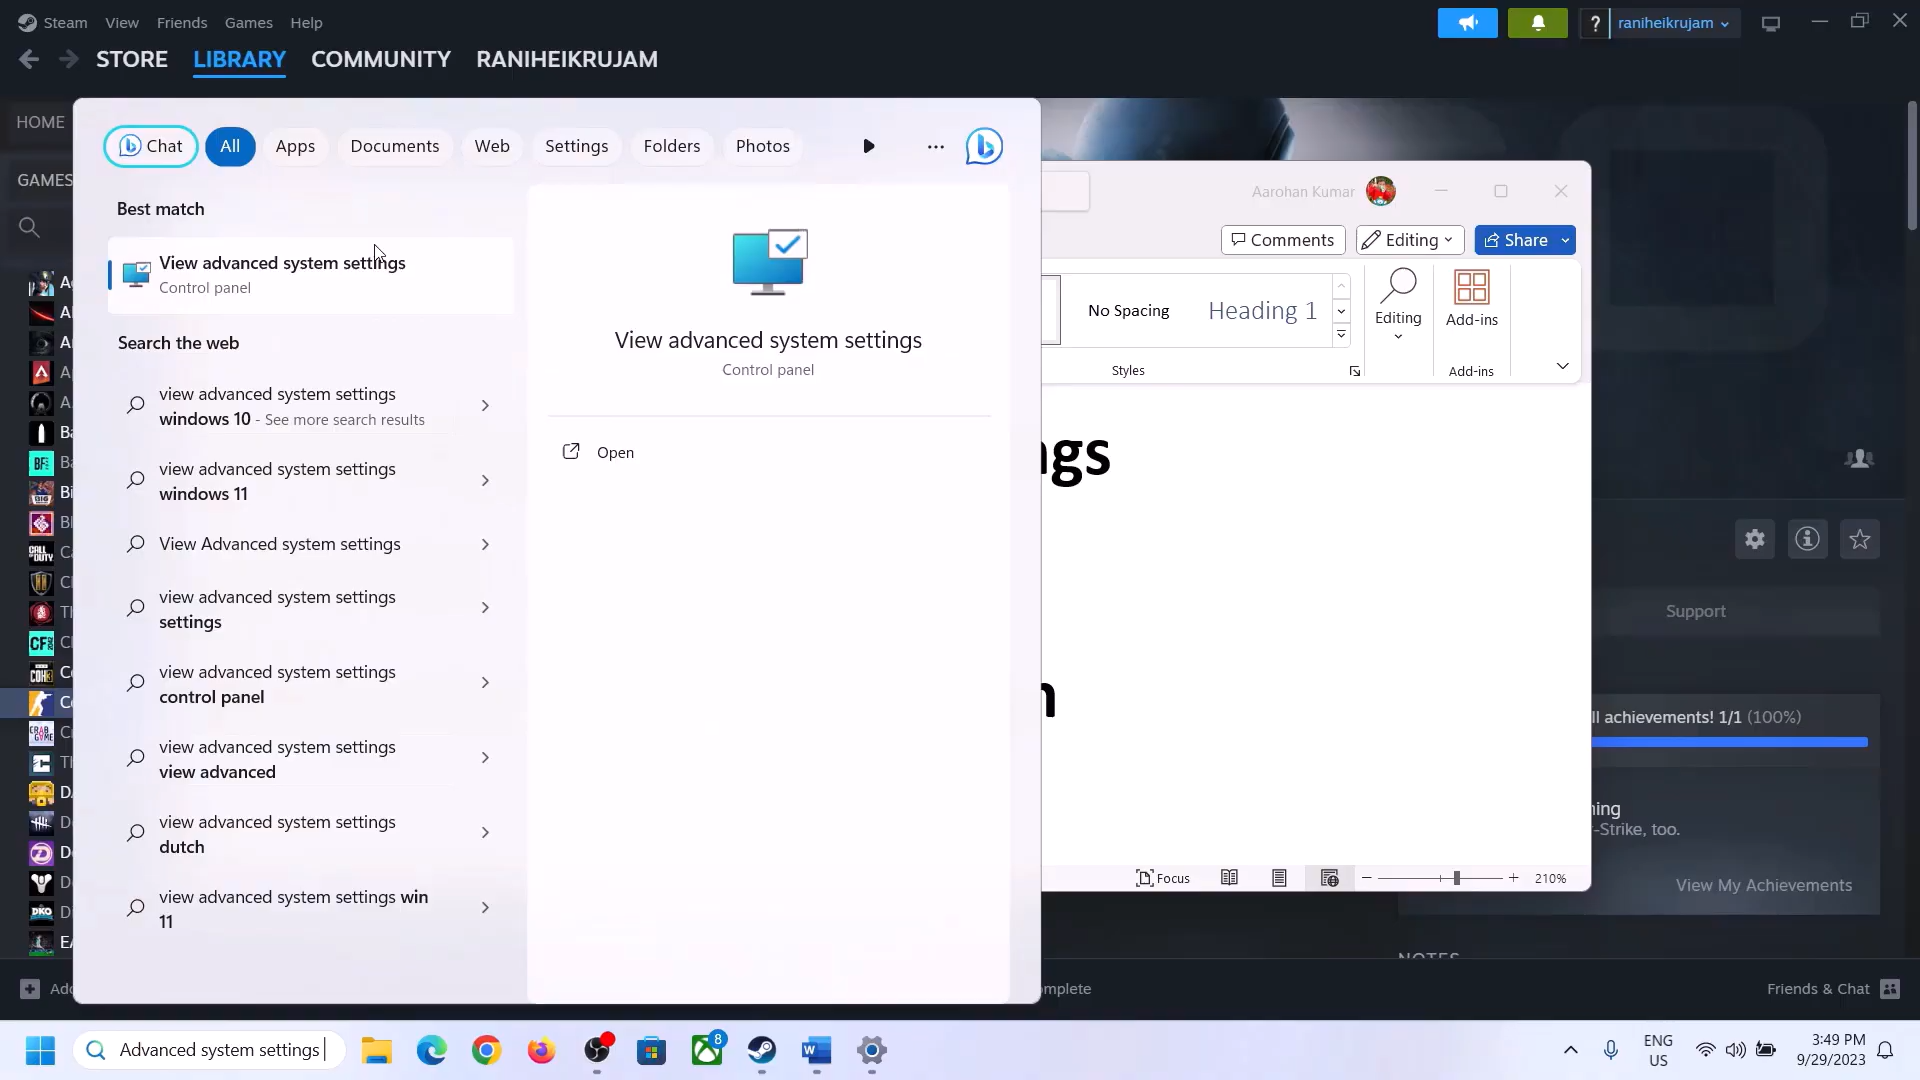 Steam View Friends Games Help
raniheikrujam
STORE LIBRARY COMMUNITY RANIHEIKRUJAM
HOME
GAMES
Chat All Apps Documents Web Settings Folders Photos
Best match
View advanced system settings
Control panel
Search the web
view advanced system settings
windows 10 - See more search results
view advanced system settings
windows 11
View Advanced system settings
view advanced system settings
settings
view advanced system settings
control panel
view advanced system settings
view advanced
view advanced system settings
dutch
view advanced system settings win
11
View advanced system settings
Control panel
Open
Aarohan Kumar
Comments Editing Share
No Spacing Heading 1
Editing
Add-ins
Styles
Add-ins
ngs
Focus
210%
Support
ll achievements! 1/1 (100%)
-Strike, too.
View My Achievements
NOTES
Friends & Chat
Advanced system settings
8
ENG
US
3:49 PM
9/29/2023